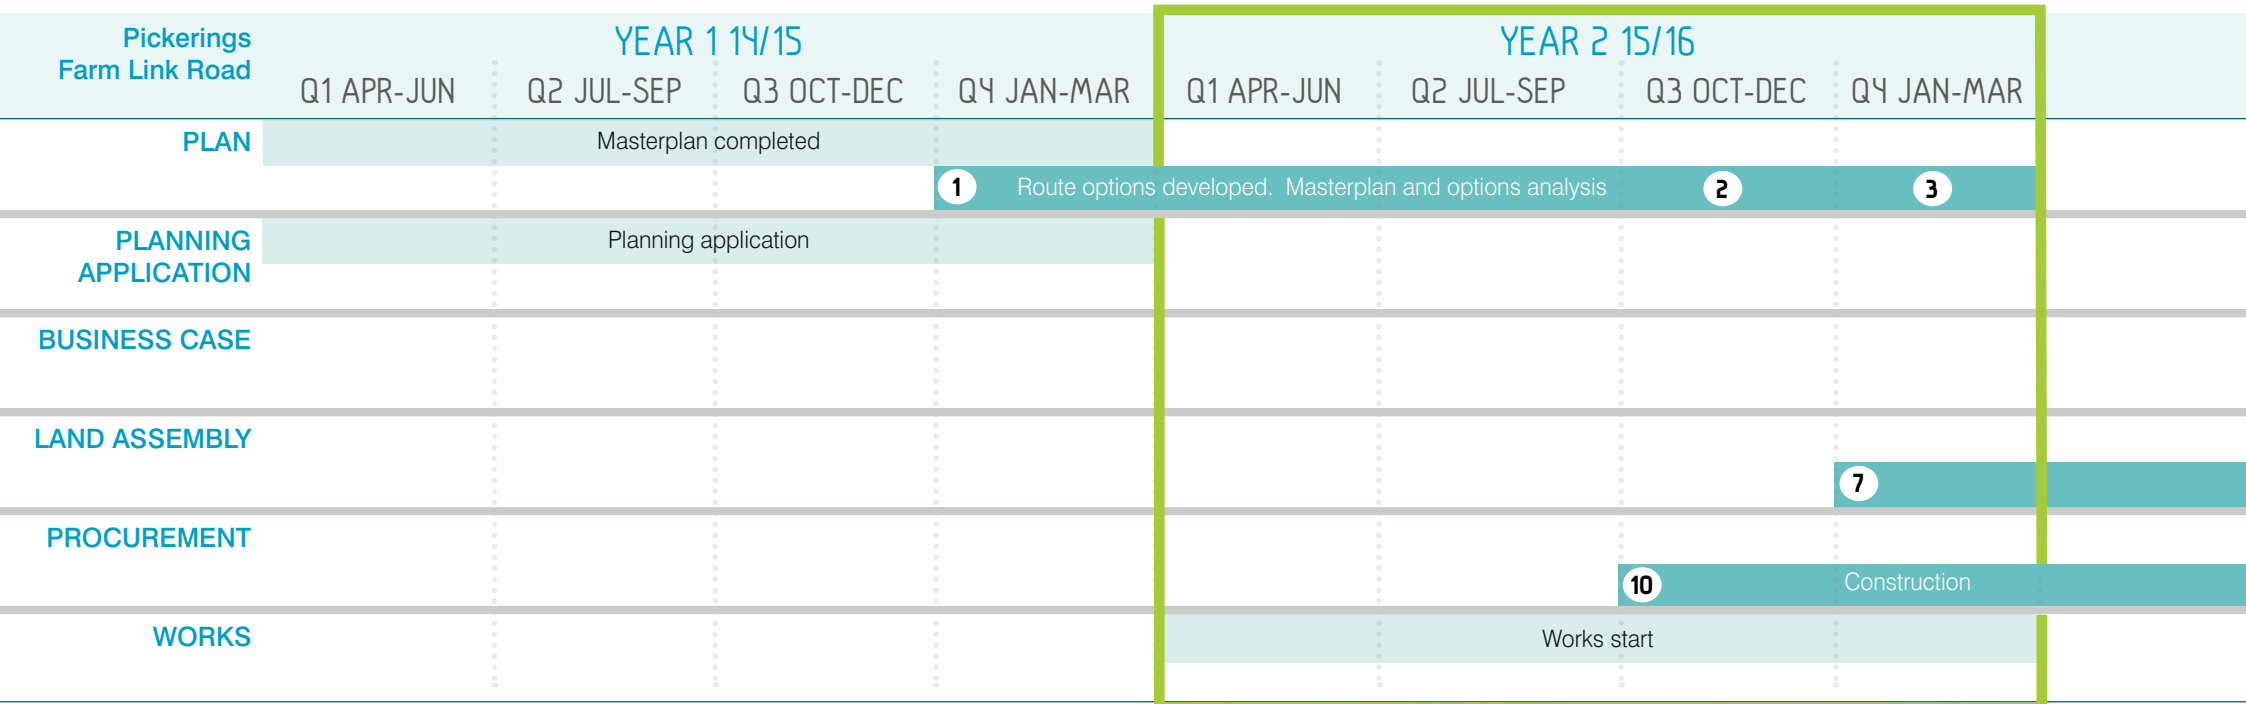 Pickerings
Farm Link Road
YEAR 1 14/15
YEAR 2 15/16
Q1 APR-JUN
Q2 JUL-SEP
Q3 OCT-DEC
Q4 JAN-MAR
Q1 APR-JUN
Q2 JUL-SEP
Q3 OCT-DEC
Q4 JAN-MAR
PLAN
Masterplan completed
1
Route options developed. Masterplan and options analysis
2
3
PLANNING
APPLICATION
Planning application
BUSINESS CASE
LAND ASSEMBLY
7
PROCUREMENT
10
Construction
WORKS
Works start